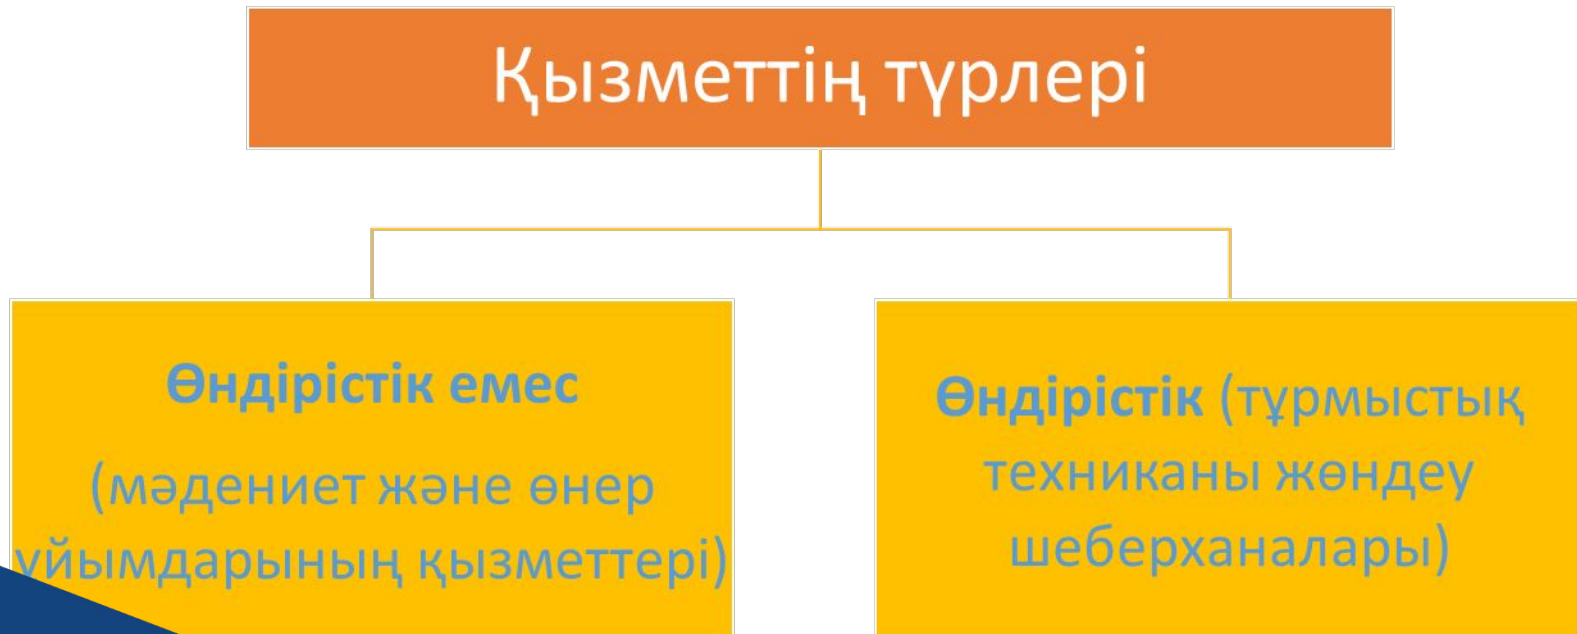 Қызметтің түрлері
Өндірістік емес
(мәдениет және өнер
ұйымдарының қызметтері)
Өндірістік (тұрмыстық
техниканы жөндеу
шеберханалары)